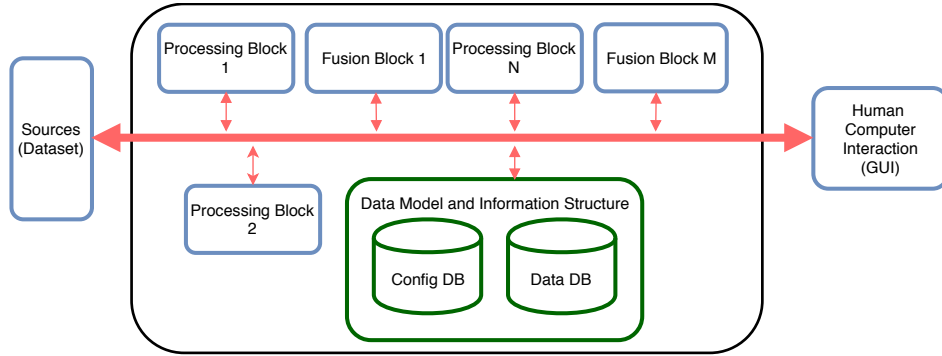 Sources
(Dataset)
Processing Block
1
Fusion Block 1
Processing Block
N
Fusion Block M
Processing Block
2
Data Model and Information Structure
Config DB
Data DB
Human
Computer
Interaction
(GUI)